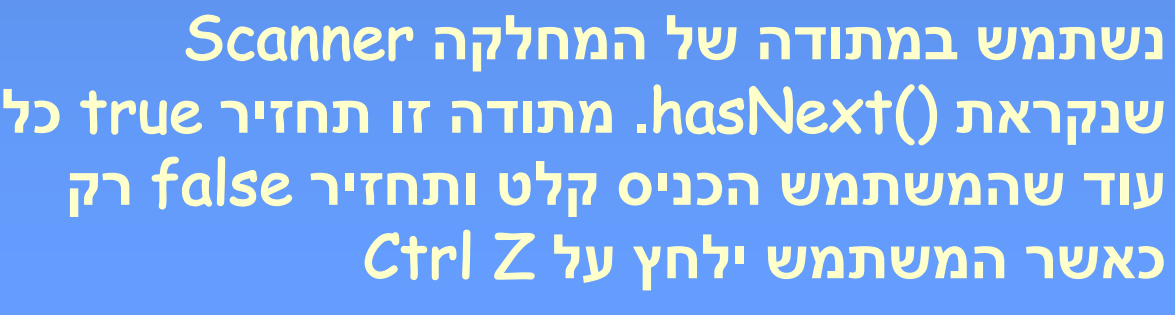 נשתמש במתודה של המחלקה Scanner
שנקראת hasNext(). מתודה זו תחזיר true כל
עוד שהמשתמש הכניס קלט ותחזיר false רק
כאשר המשתמש ילחץ על Ctrl Z